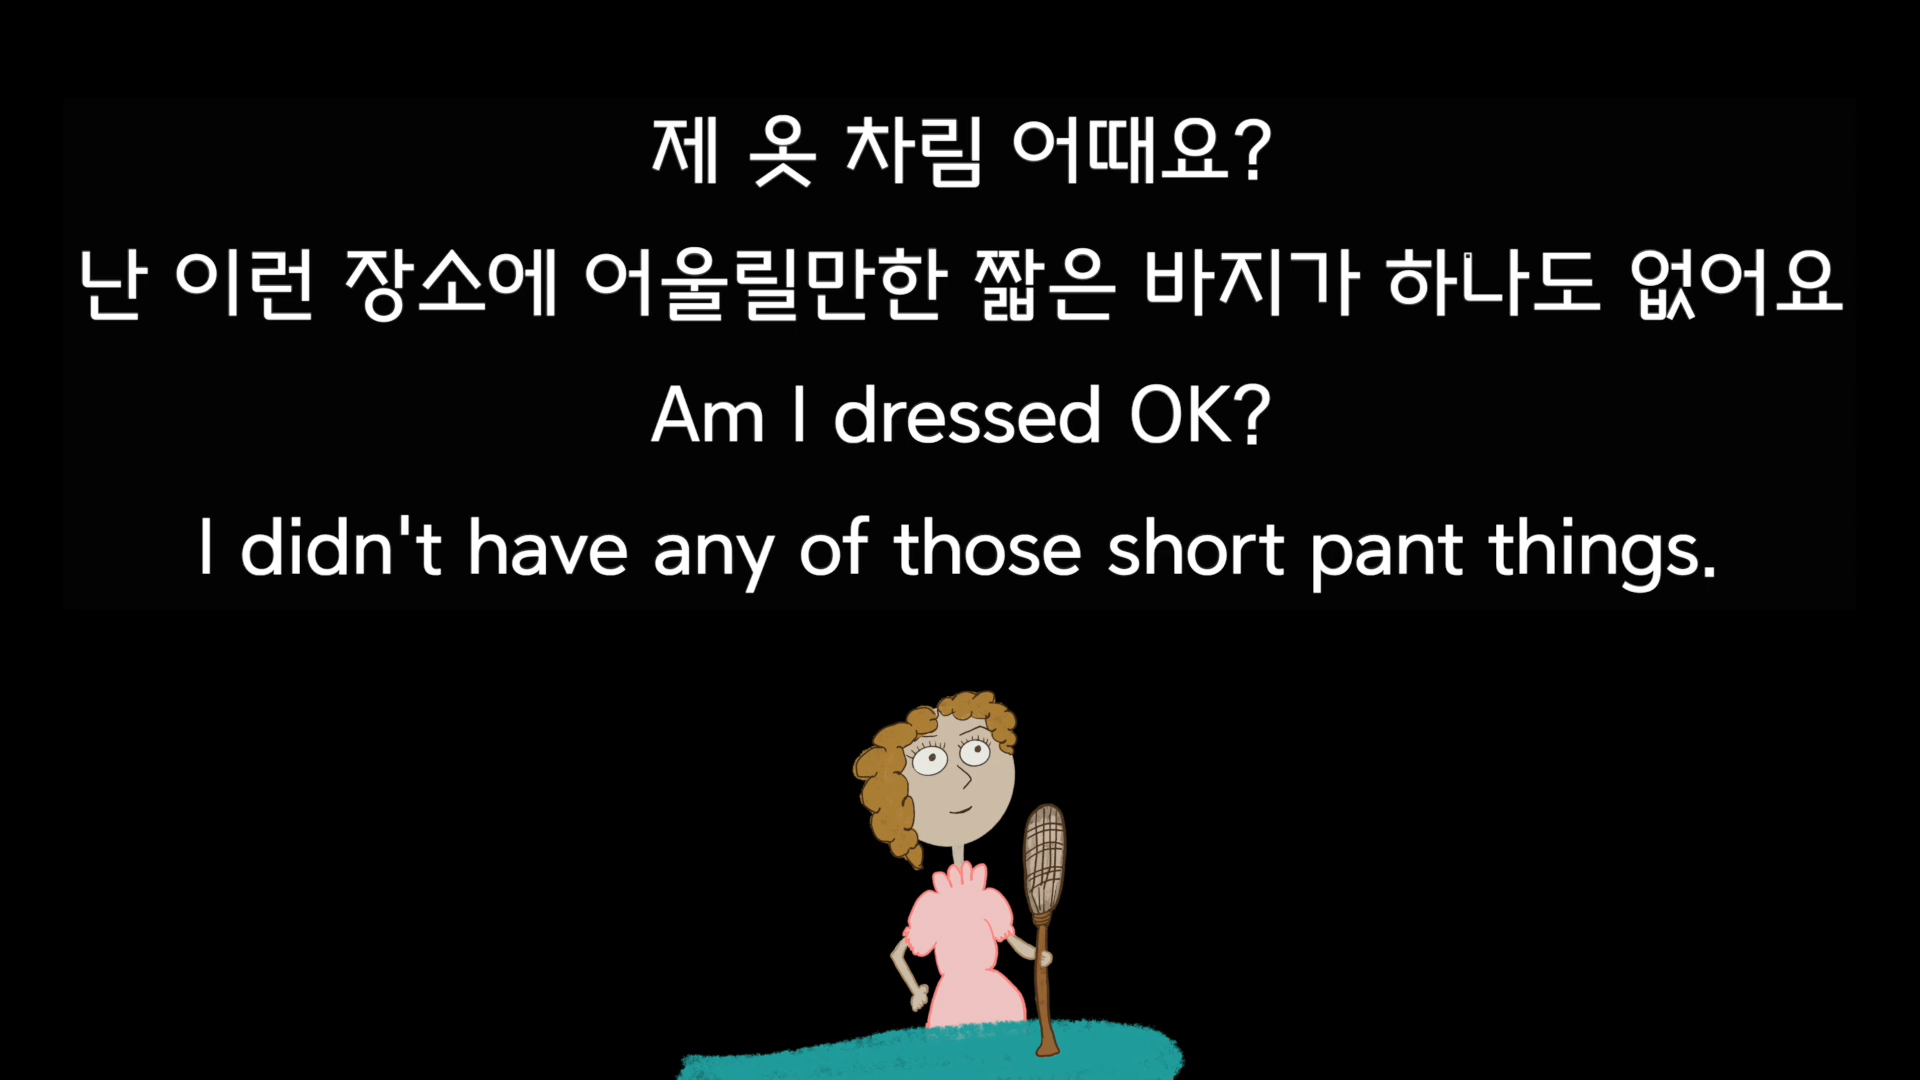 제 옷 차림 어때요?
난 이런 장소에 어울릴만한 짧은 바지가 하나도 없어요
Am I dressed OK?
I didn't have any of those short pant things.